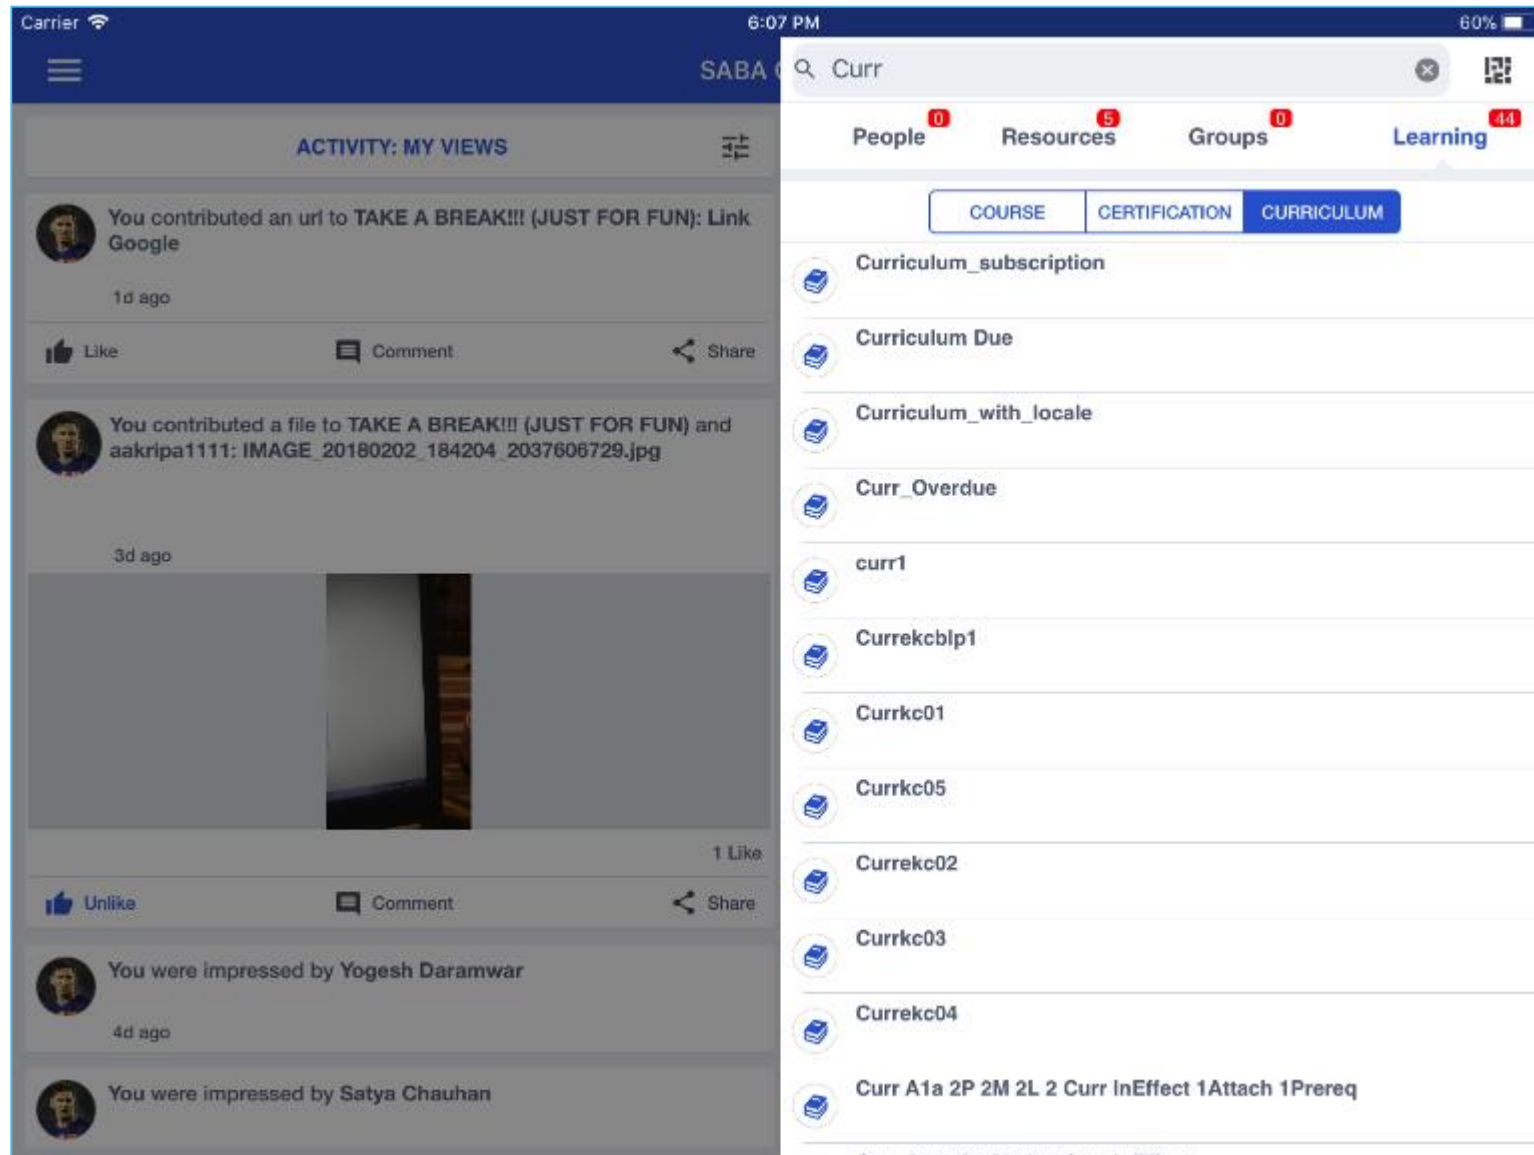 Carrier
6:07 PM
60%
SABA
Curr
People
0
Resources
5
Groups
0
Learning
44
ACTIVITY: MY VIEWS
COURSE
CERTIFICATION
CURRICULUM
You contributed an url to TAKE A BREAK!!! (JUST FOR FUN): Link
Google
1d ago
Like
Comment
Share
You contributed a file to TAKE A BREAK!!! (JUST FOR FUN) and
aakripa1111: IMAGE_20180202_184204_2037606729.jpg
3d ago
1 Like
Unlike
Comment
Share
You were impressed by Yogesh Daramwar
4d ago
You were impressed by Satya Chauhan
Curriculum_subscription
Curriculum Due
Curriculum_with_locale
Curr_Overdue
curr1
Currekcblp1
Currkc01
Currkc05
Currekc02
Currkc03
Currekc04
Curr A1a 2P 2M 2L 2 Curr InEffect 1Attach 1Prereq